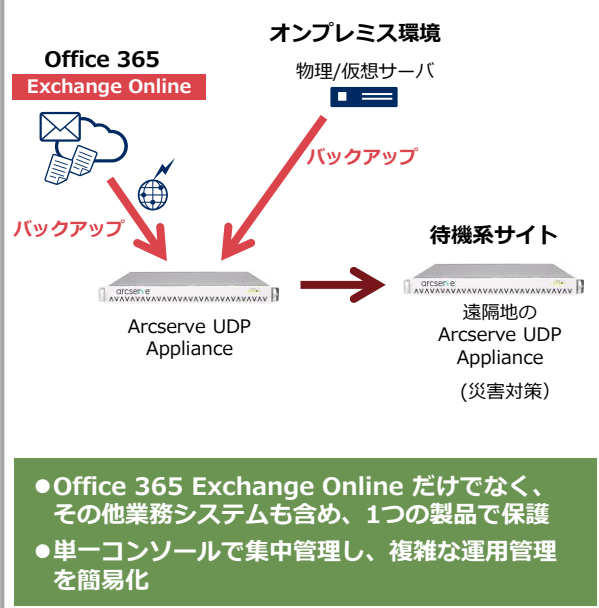 オンプレミス環境
Office 365
Exchange Online
物理/仮想サーバ
バックアップ
バックアップ
待機系サイト
arcserve
arcserve
Arcserve UDP
Appliance
遠隔地の
Arcserve UDP
Appliance
(災害対策）
●Office 365 Exchange Online だけでなく、
その他業務システムも含め、1つの製品で保護
●単一コンソールで集中管理し、複雑な運用管理
を簡易化